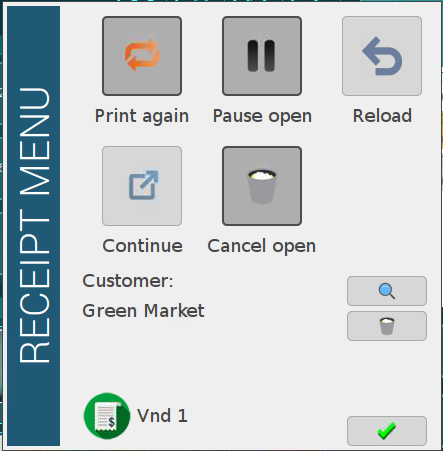 RECEIPT MENU
Print again
Pause open
Reload
Continue
Cancel open
Customer:
Green Market
Vnd 1